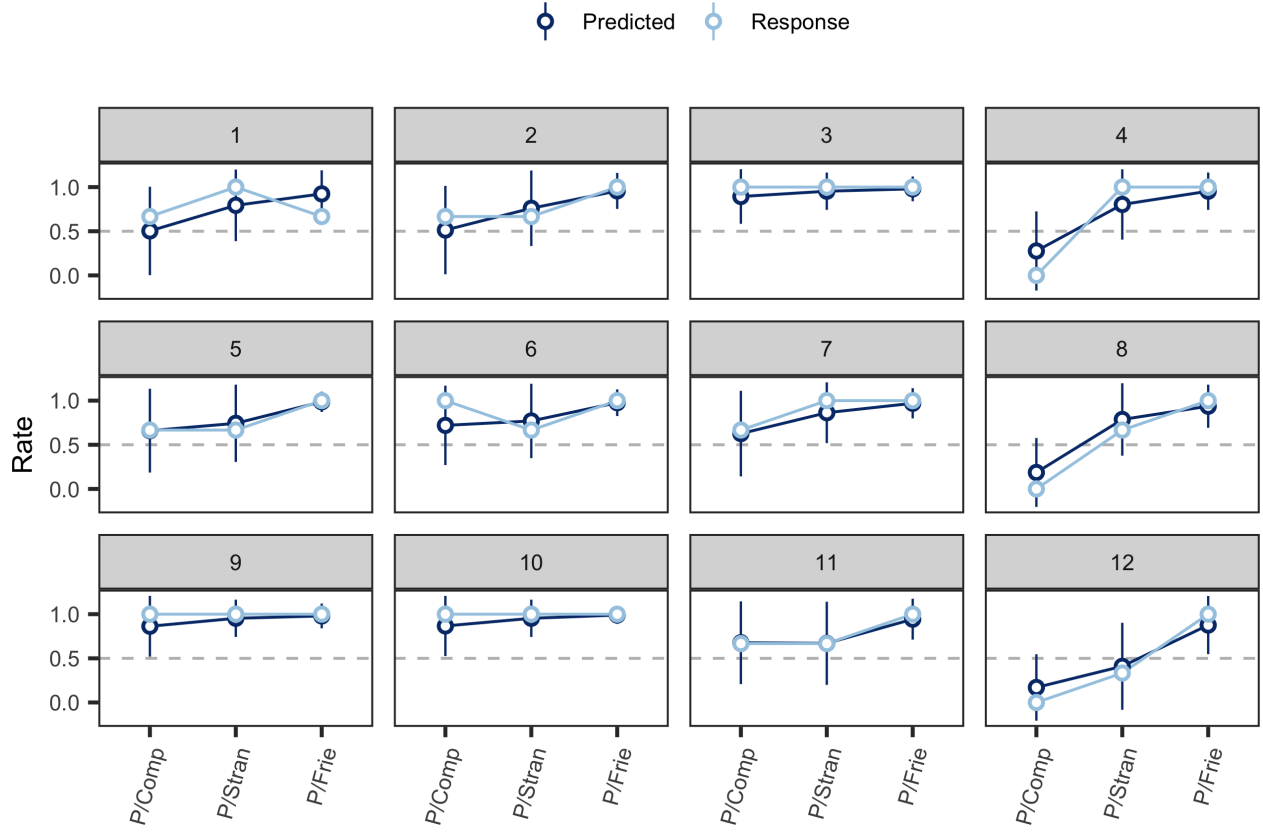 Predicted Response
1 2 3 4
1.0
0.5
0.0
5 6 7 8
1.0
0.5
0.0
Rate
9 10 11 12
1.0
0.5
0.0
P/Comp P/Stran P/Frie P/Comp P/Stran P/Frie P/Comp P/Stran P/Frie P/Comp P/Stran P/Frie